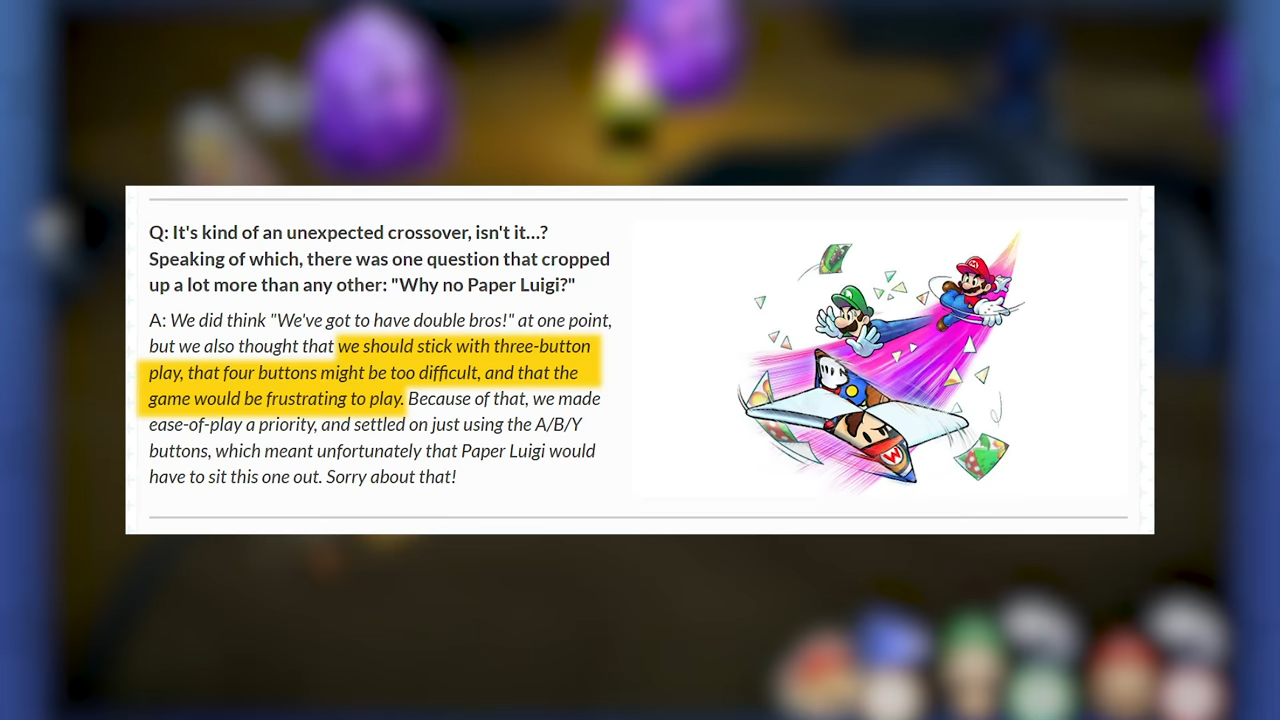 Q: It's kind of an unexpected crossover, isn't it...?
Speaking of which, there was one question that cropped
up a lot more than any other: "Why no Paper Luigi?"
A: We did think "We've got to have double bros!" at one point,
but we also thought that we should stick with three-button
play, that four buttons might be too difficult, and that the
game would be frustrating to play. Because of that, we made
ease-of-play a priority, and settled on just using the A/B/Y
buttons, which meant unfortunately that Paper Luigi would
have to sit this one out. Sorry about that!